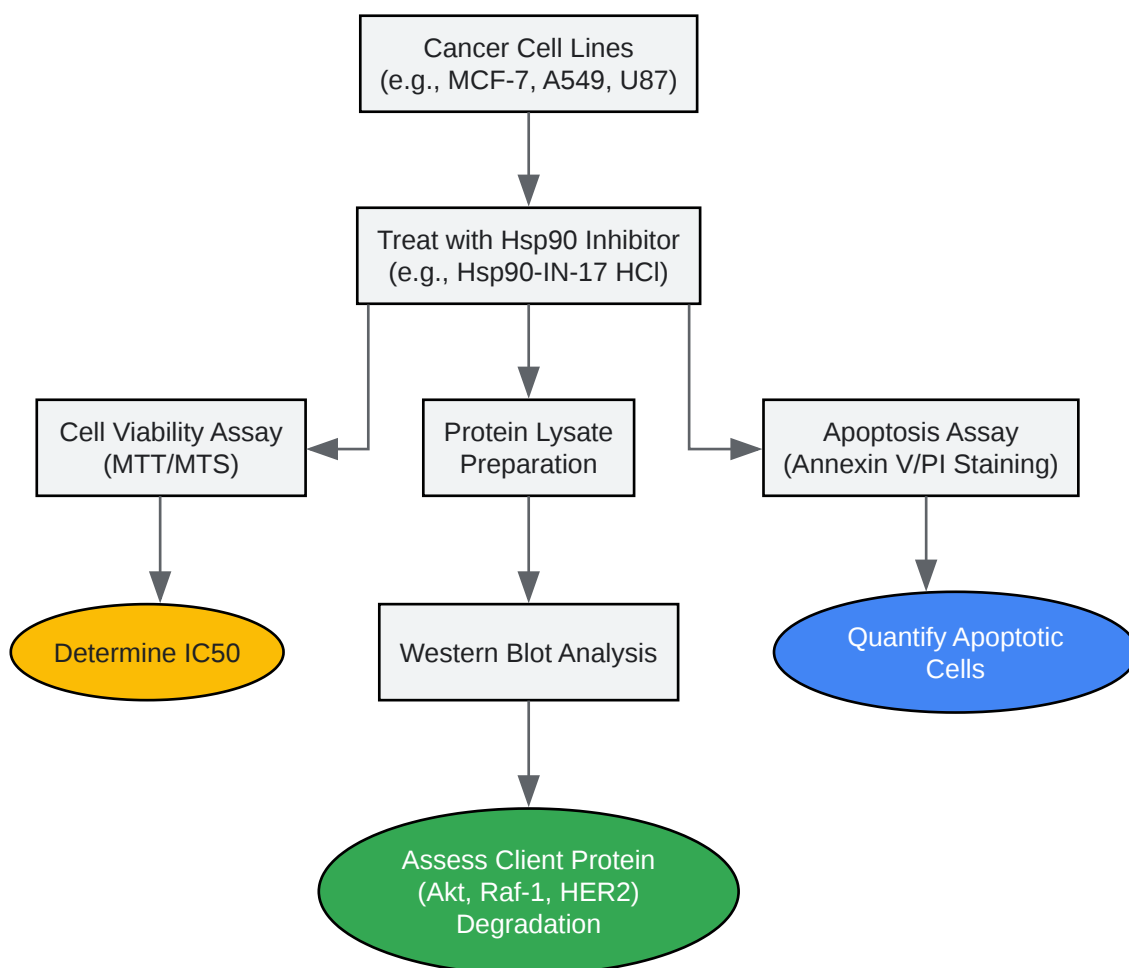 Cancer Cell Lines
(e.g., MCF-7, A549, U87)
Treat with Hsp90 Inhibitor
(e.g., Hsp90-IN-17 HCl)
Cell Viability Assay
(MTT/MTS)
Protein Lysate
Preparation
Apoptosis Assay
(Annexin V/PI Staining)
Determine IC50
Western Blot Analysis
Quantify Apoptotic
Cells
Assess Client Protein
(Akt, Raf-1, HER2)
Degradation